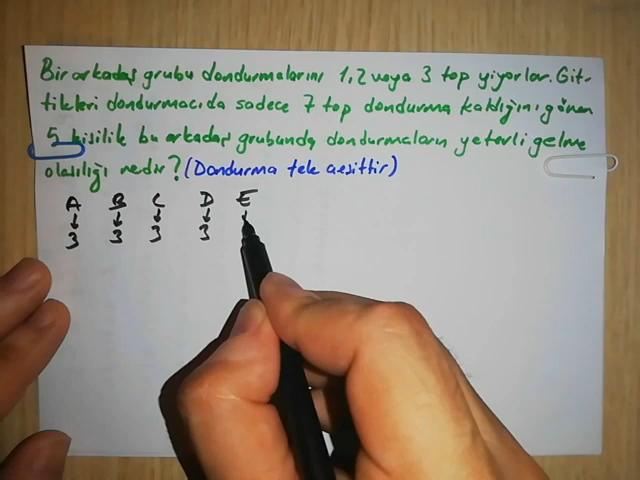 Bir arkadaş grubu dondurmalarını 1,2 veya 3 top yiyorlar. Git-
tikleri dondurmacıda sadece 7 top dondurma kaldığını gören
5 kişilik bu arkadaş grubunda dondurmaların yeterli gelme
olasılığı nedir? (Dondurma tek çeşittir)
A B C D E
↓ ↓ ↓ ↓
3 3 3 3